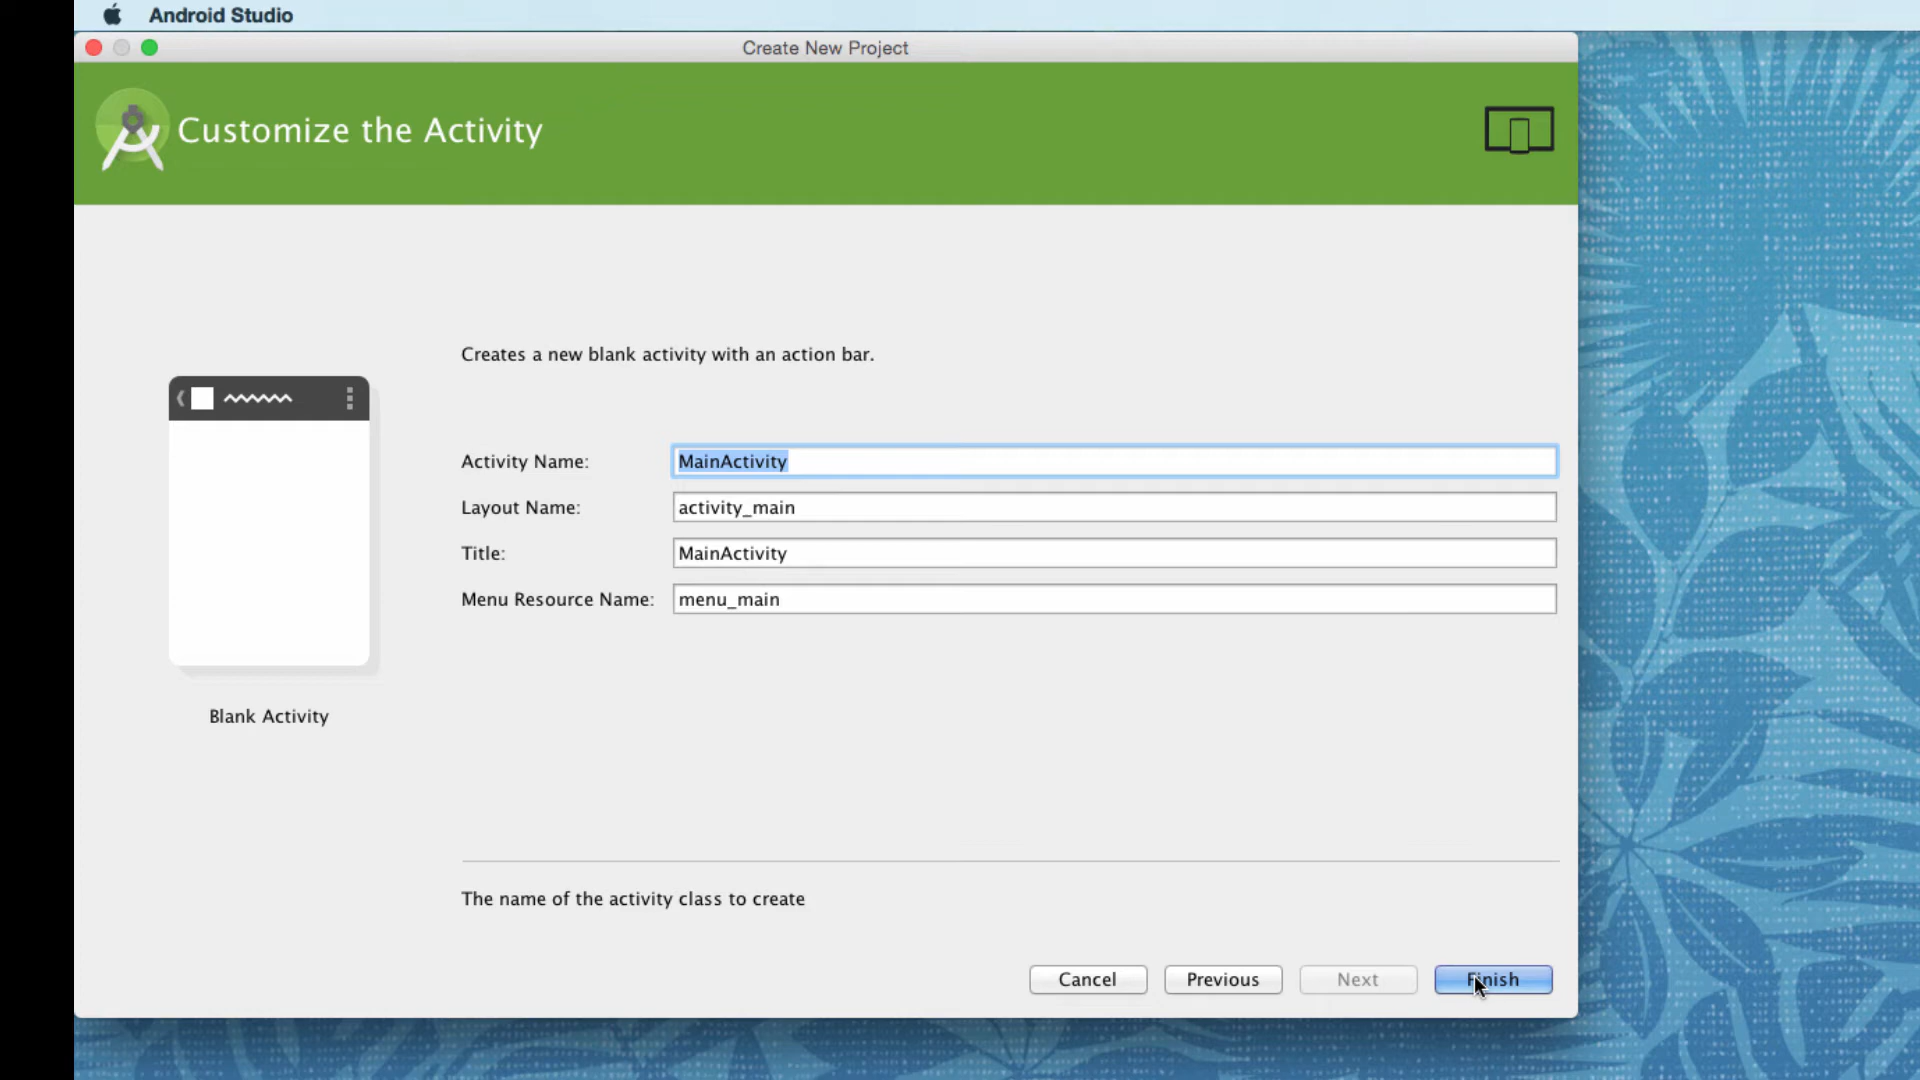 Android Studio
Create New Project
Customize the Activity
Creates a new blank activity with an action bar.
Activity Name: MainActivity
Layout Name: activity_main
Title: MainActivity
Menu Resource Name: menu_main
Blank Activity
The name of the activity class to create
Cancel Previous Next Finish